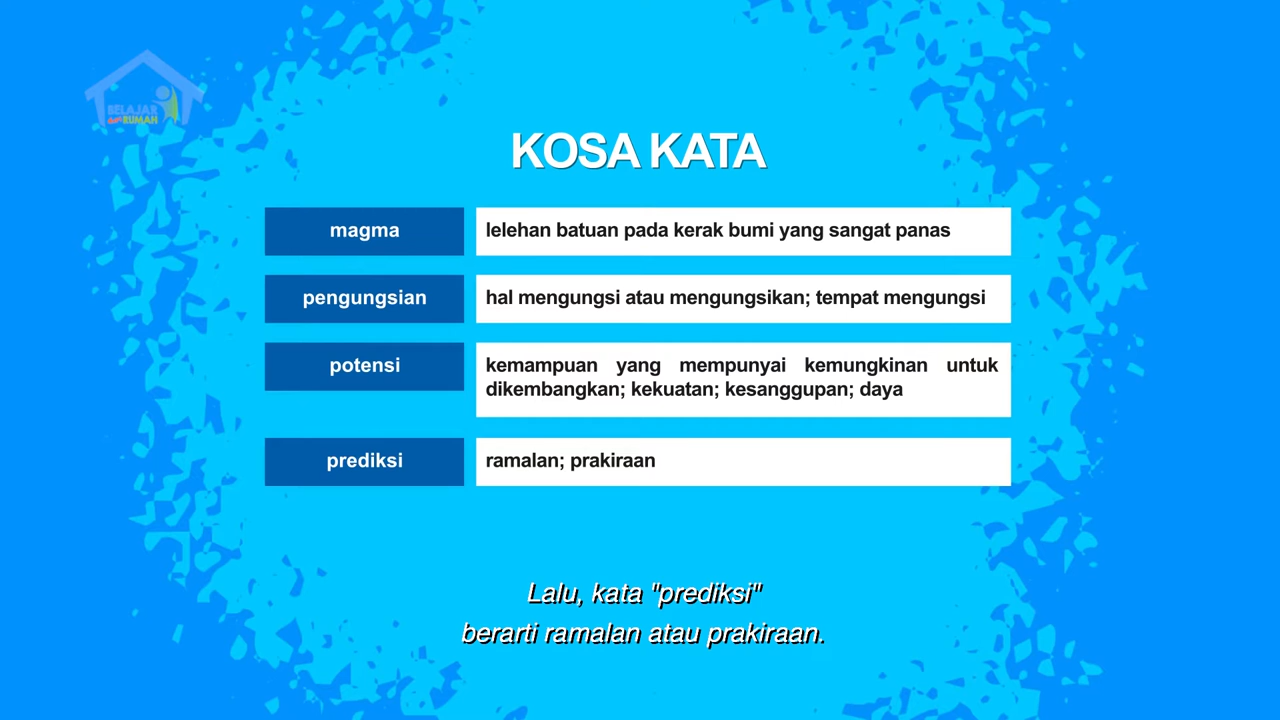 BELAJAR
dari RUMAH
KOSA KATA
magma
lelehan batuan pada kerak bumi yang sangat panas
pengungsian
hal mengungsi atau mengungsikan; tempat mengungsi
potensi
kemampuan yang mempunyai kemungkinan untuk
dikembangkan; kekuatan; kesanggupan; daya
prediksi
ramalan; prakiraan
Lalu, kata "prediksi"
berarti ramalan atau prakiraan.